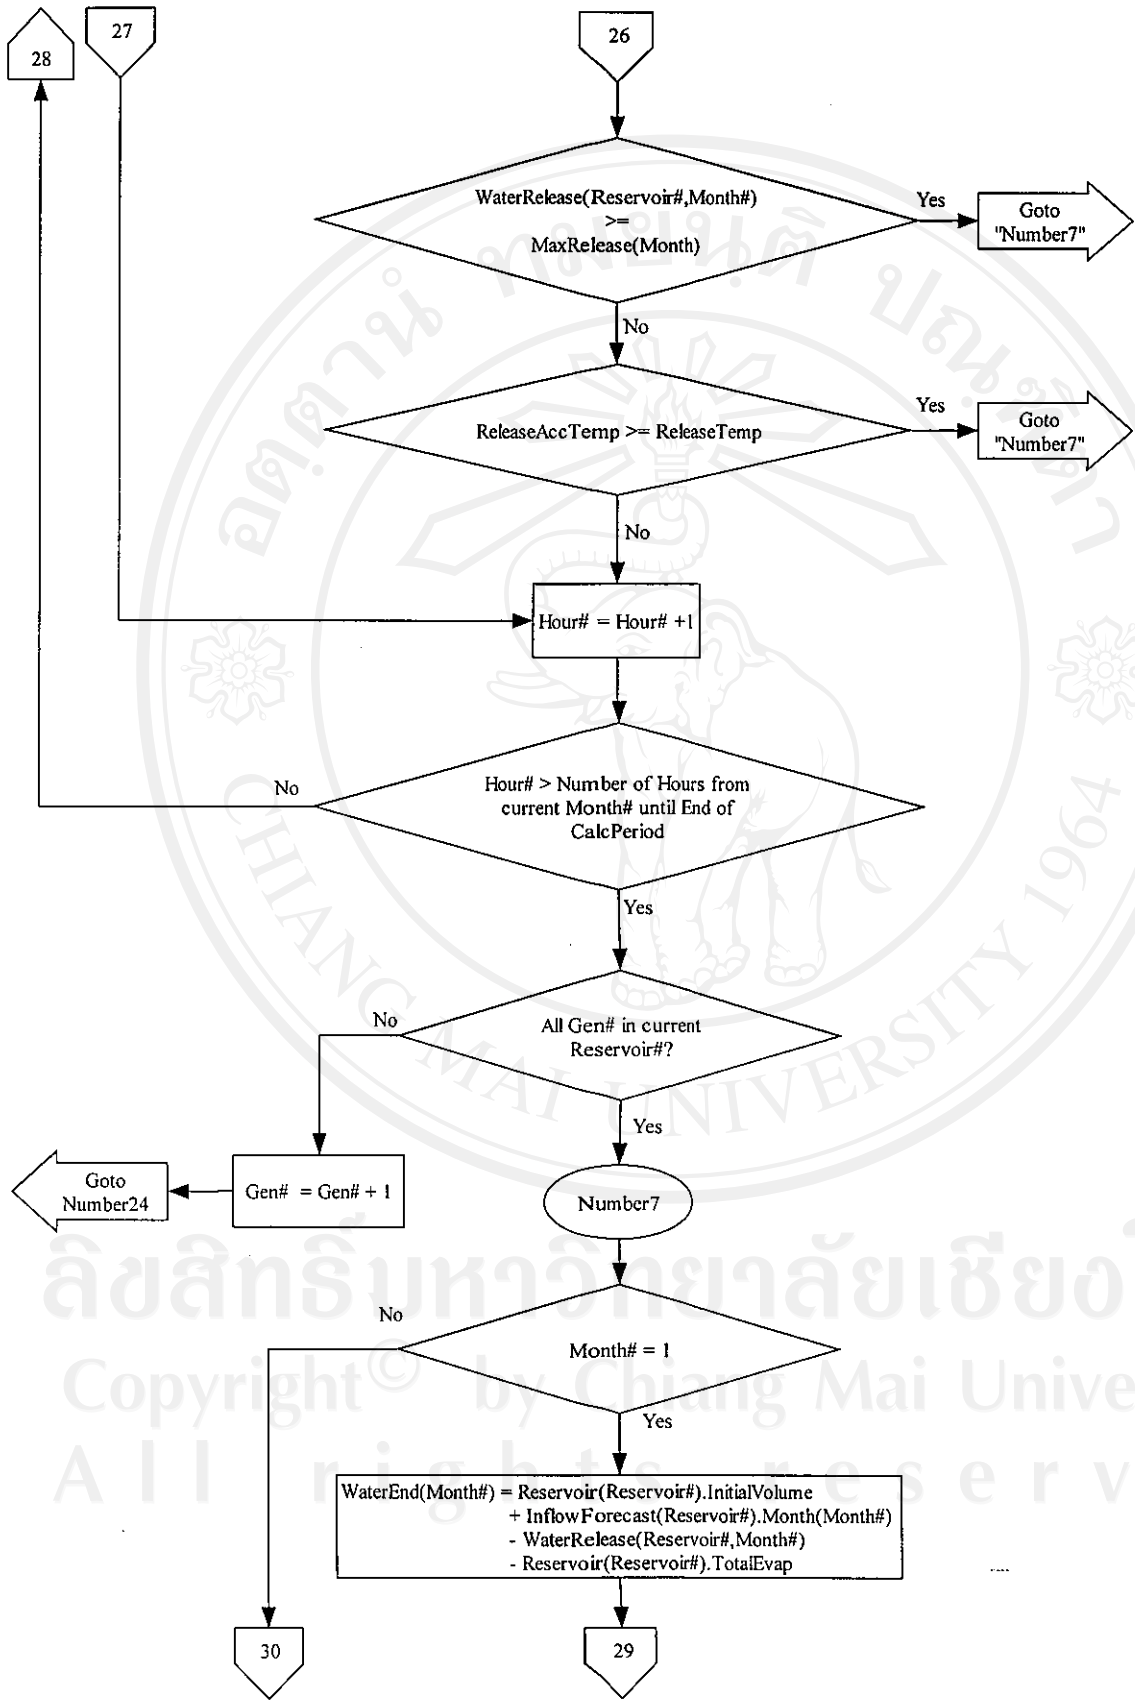 28
27
26
WaterRelease(Reservoir#,Month#)
>=
MaxRelease(Month)
Yes
Goto
"Number7"
No
ReleaseAccTemp >= ReleaseTemp
Yes
Goto
"Number7"
No
Hour# = Hour# +1
Hour# > Number of Hours from
current Month# until End of
CalcPeriod
No
Yes
All Gen# in current
Reservoir#?
No
Yes
Gen# = Gen# + 1
Goto
Number24
Number7
Month# = 1
No
Yes
WaterEnd(Month#) = Reservoir(Reservoir#).InitialVolume
+ InflowForecast(Reservoir#).Month(Month#)
- WaterRelease(Reservoir#,Month#)
- Reservoir(Reservoir#).TotalEvap
30
29
CHIANG MAI UNIVERSITY 1964
Copyright© by Chiang Mai Unive
All rights reserv